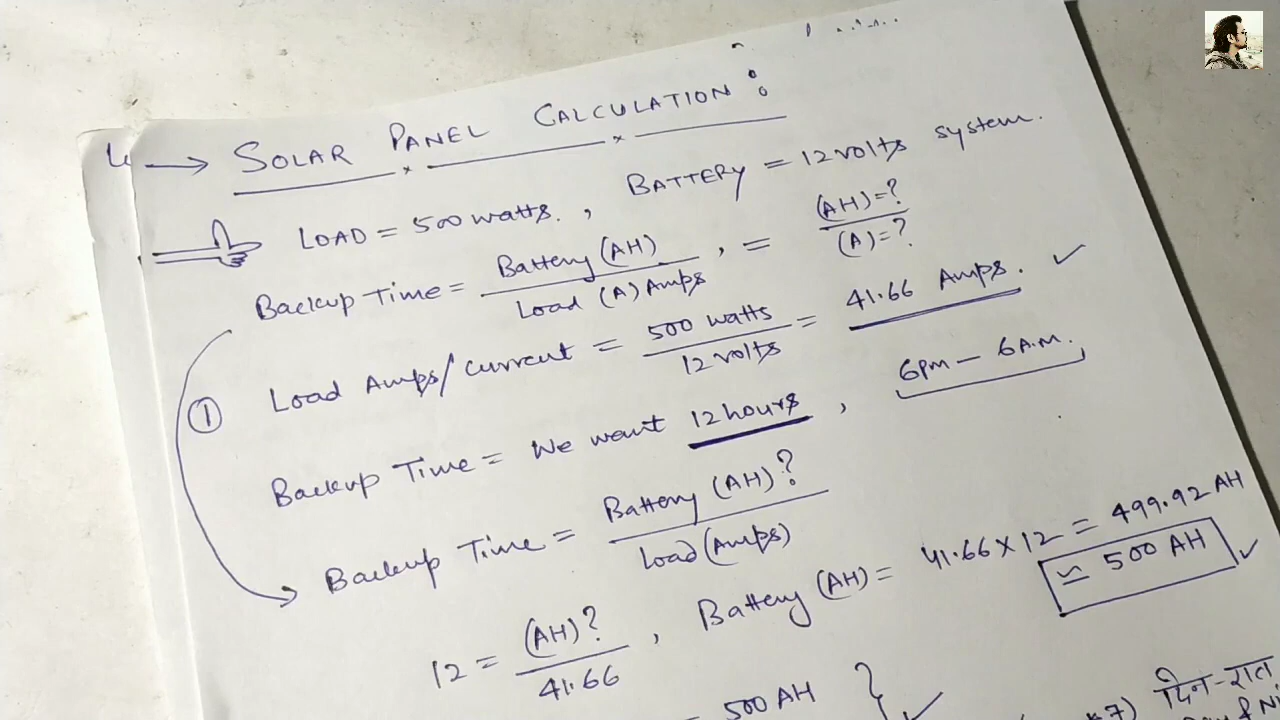 4 → SOLAR PANEL CALCULATION :
LOAD = 500 watts. , BATTERY = 12 volts system.
Backup Time = Battery (AH) / Load (A) Amps , = (AH)=? / (A)=?
① Load Amps/current = 500 watts / 12 volts = 41.66 Amps. ✓
Backup Time = We want 12 hours , 6pm — 6A.M.
Backup Time = Battery (AH)? / Load (Amps)
12 = (AH)? / 41.66 , Battery (AH) = 41.66 × 12 = 499.92 AH
≃ 500 AH ✓
500 AH } ✓
*7) दिन-रात